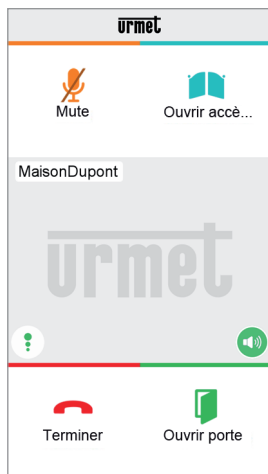 urmet
Mute
Ouvrir accè...
MaisonDupont
urmet
Terminer
Ouvrir porte